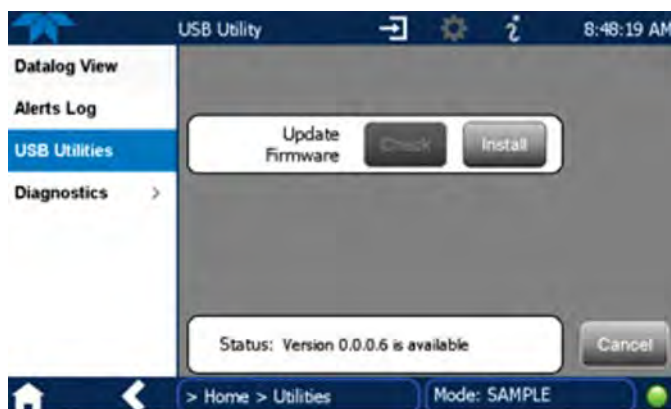 USB Utility
8:48:19 AM
Datalog View
Alerts Log
USB Utilities
Diagnostics >
Update
Firmware
Check
Install
Status: Version 0.0.0.6 is available
Cancel
> Home > Utilities
Mode: SAMPLE